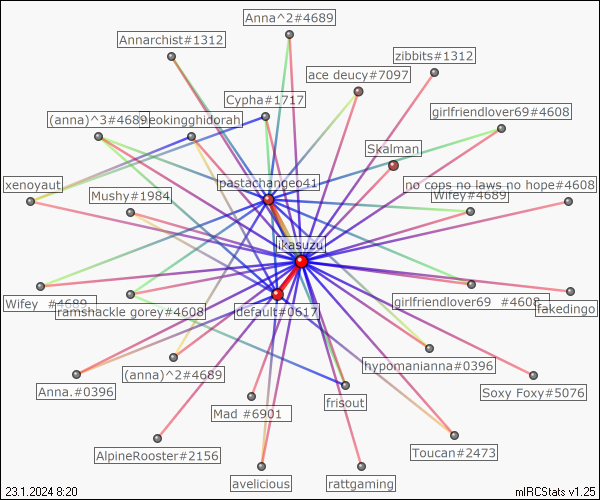 Anna^2#4689
Annarchist#1312
zibbits#1312
ace deucy#7097
Cypha#1717
girlfriendlover69#4608
(anna)^3#4689
eokingghidorah
Skalman
xenoyaut
pastachange641
no cops no laws no hope#4608
Mushy#1984
Wifey#4689
ikasuzu
Wifey #4689
ramshackle gorey#4608
default#0617
girlfriendlover69 #4608
fakedingo
hypomanianna#0396
(anna)^2#4689
Anna.#0396
Soxy Foxy#5076
frisout
Mad #6901
AlpineRooster#2156
Toucan#2473
avelicious
rattgaming
23.1.2024 8:20
mIRCStats v1.25